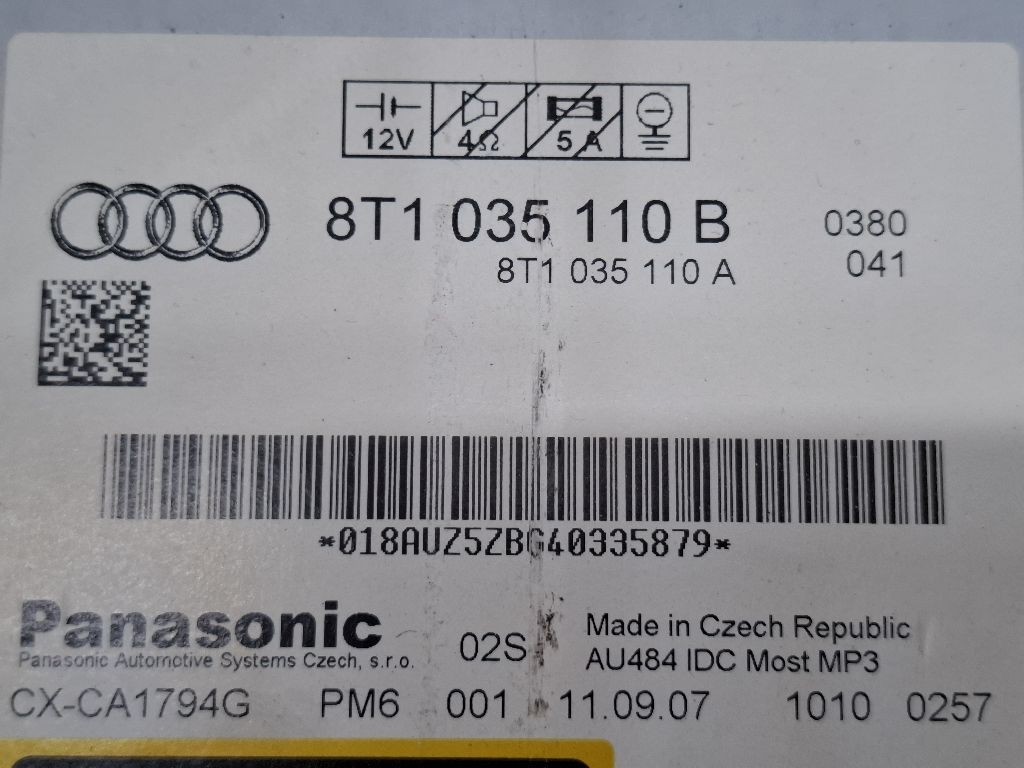 12V 4Ω 5 A
8T1 035 110 B 0380
8T1 035 110 A 041
*018AUZ5ZBG40335879*
Panasonic
Panasonic Automotive Systems Czech, s.r.o.
02S
Made in Czech Republic
AU484 IDC Most MP3
CX-CA1794G PM6 001 11.09.07 1010 0257